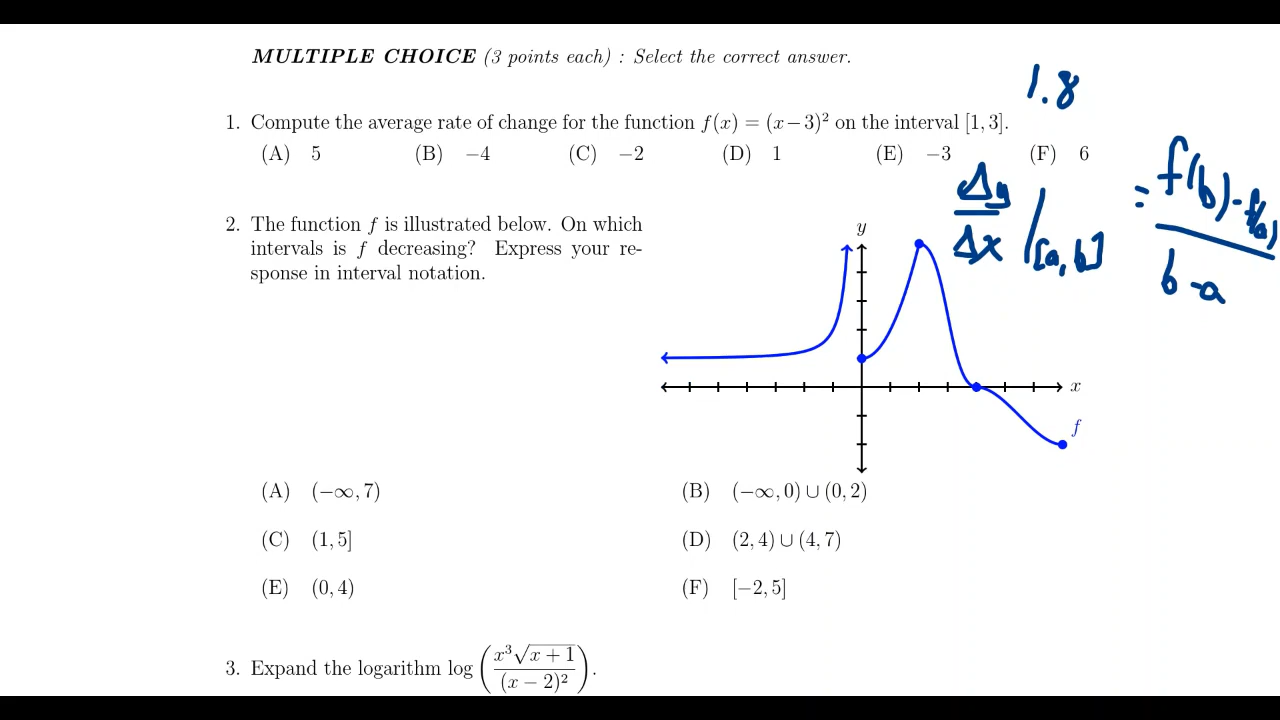 MULTIPLE CHOICE (3 points each) : Select the correct answer.
1.8
1. Compute the average rate of change for the function f(x) = (x − 3)² on the interval [1, 3].
(A) 5 (B) −4 (C) −2 (D) 1 (E) −3 (F) 6
Δy/Δx |[a, b] = f(b) - f(a) / b - a
2. The function f is illustrated below. On which
intervals is f decreasing? Express your re-
sponse in interval notation.
y
x
f
(A) (−∞, 7) (B) (−∞, 0) ∪ (0, 2)
(C) (1, 5] (D) (2, 4) ∪ (4, 7)
(E) (0, 4) (F) [−2, 5]
3. Expand the logarithm log (x³√(x + 1) / (x − 2)²).